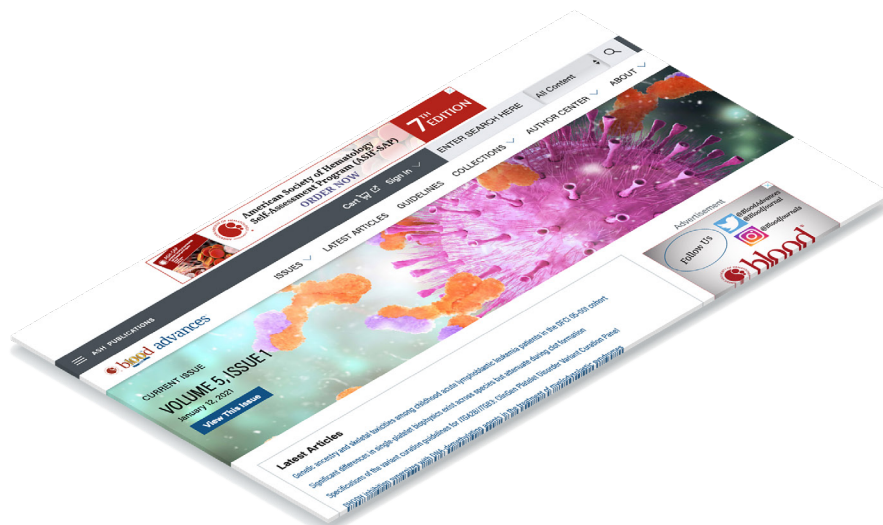 American Society of Hematology
Self-Assessment Program (ASH-SAP)
ORDER NOW
7TH
EDITION
ASH PUBLICATIONS
Cart
Sign In
ENTER SEARCH HERE
All Content
blood advances
ISSUES
LATEST ARTICLES
GUIDELINES
COLLECTIONS
AUTHOR CENTER
ABOUT
CURRENT ISSUE
VOLUME 5, ISSUE 1
January 12, 2021
View This Issue
Advertisement
Follow Us
@BloodAdvances
@BloodJournal
@BloodJournals
blood
Latest Articles
Genetic ancestry and skeletal toxicities among childhood acute lymphoblastic leukemia patients in the DFCI 05-001 cohort
Significant differences in single-platelet biophysics exist across species but attenuate during clot formation
Specifications of the variant curation guidelines for ITGA2B/ITGB3: ClinGen Platelet Disorder Variant Curation Panel